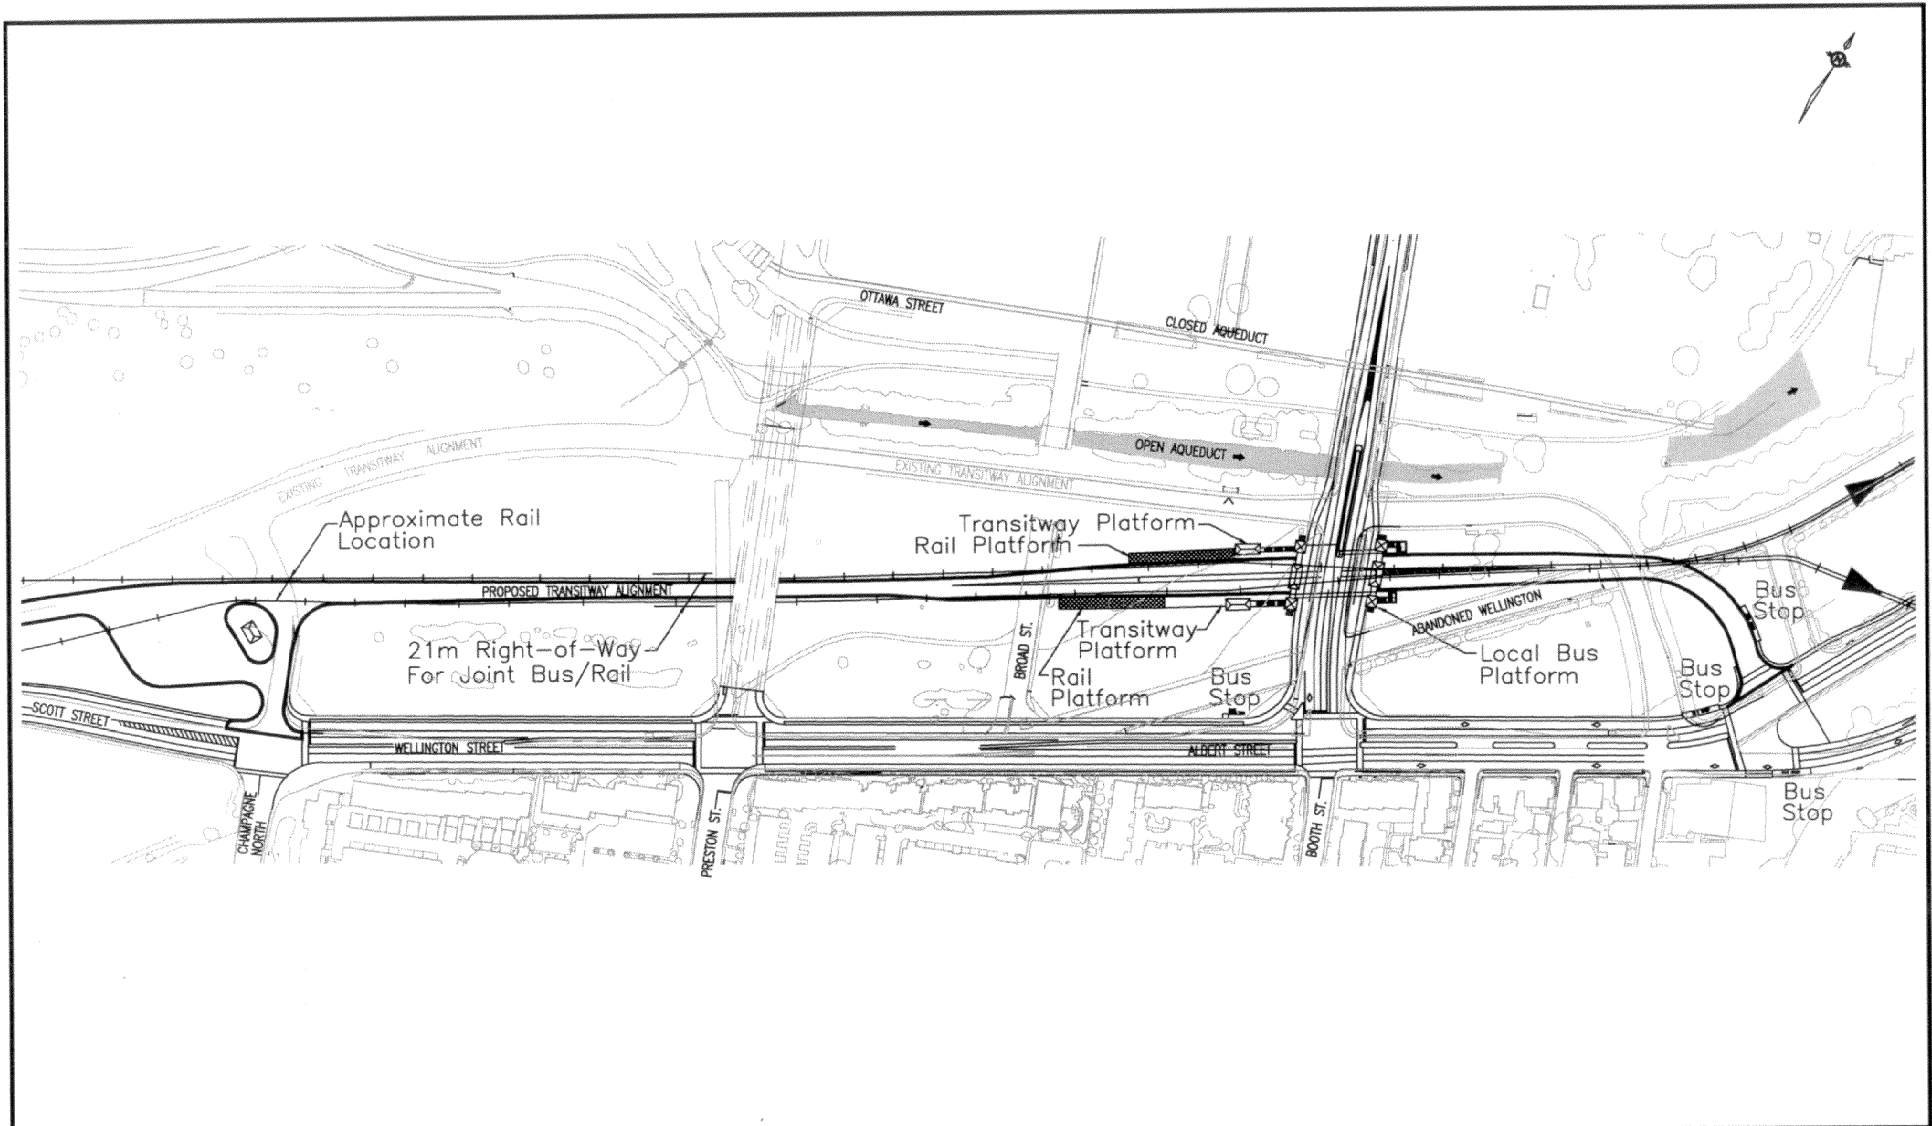 OTTAWA STREET
CLOSED AQUEDUCT
OPEN AQUEDUCT
EXISTING TRANSITWAY ALIGNMENT
EXISTING TRANSITWAY ALIGNMENT
Approximate Rail
Location
Transitway Platform
Rail Platform
PROPOSED TRANSITWAY ALIGNMENT
21m Right-of-Way
For Joint Bus/Rail
BROAD ST.
Transitway
Platform
Rail
Platform
Bus
Stop
ABANDONED WELLINGTON
Local Bus
Platform
Bus
Stop
Bus
Stop
SCOTT STREET
WELLINGTON STREET
ALBERT STREET
CHAMPAGNE
NORTH
PRESTON ST.
BOOTH ST.
Bus
Stop